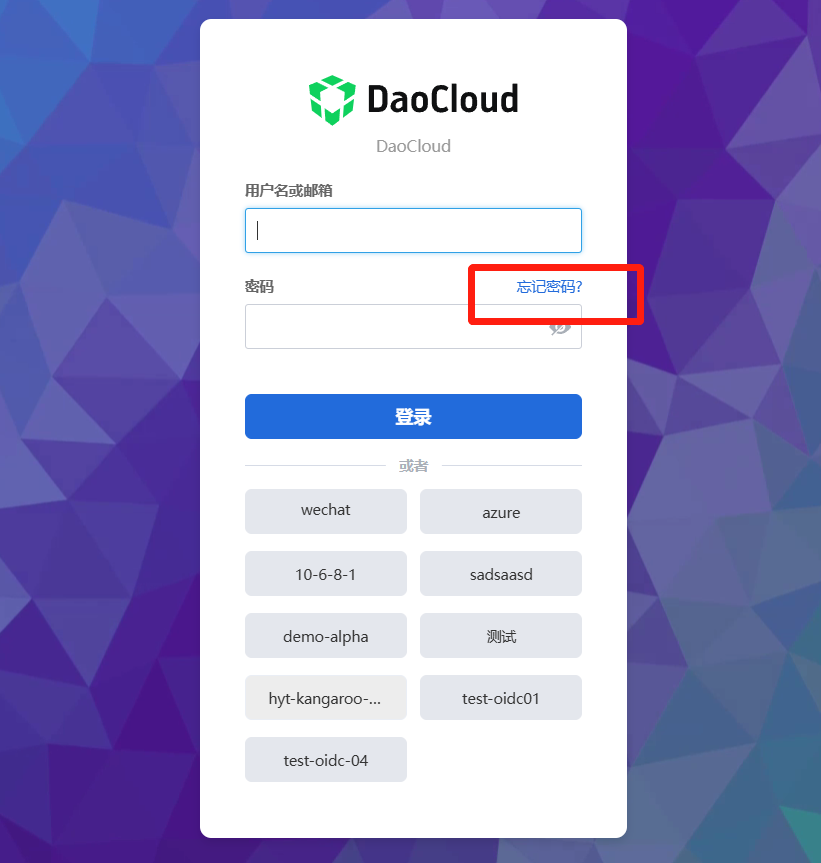 DaoCloud
DaoCloud
用户名或邮箱
密码
忘记密码?
登录
或者
wechat
azure
10-6-8-1
sadsaasd
demo-alpha
测试
hyt-kangaroo-...
test-oidc01
test-oidc-04